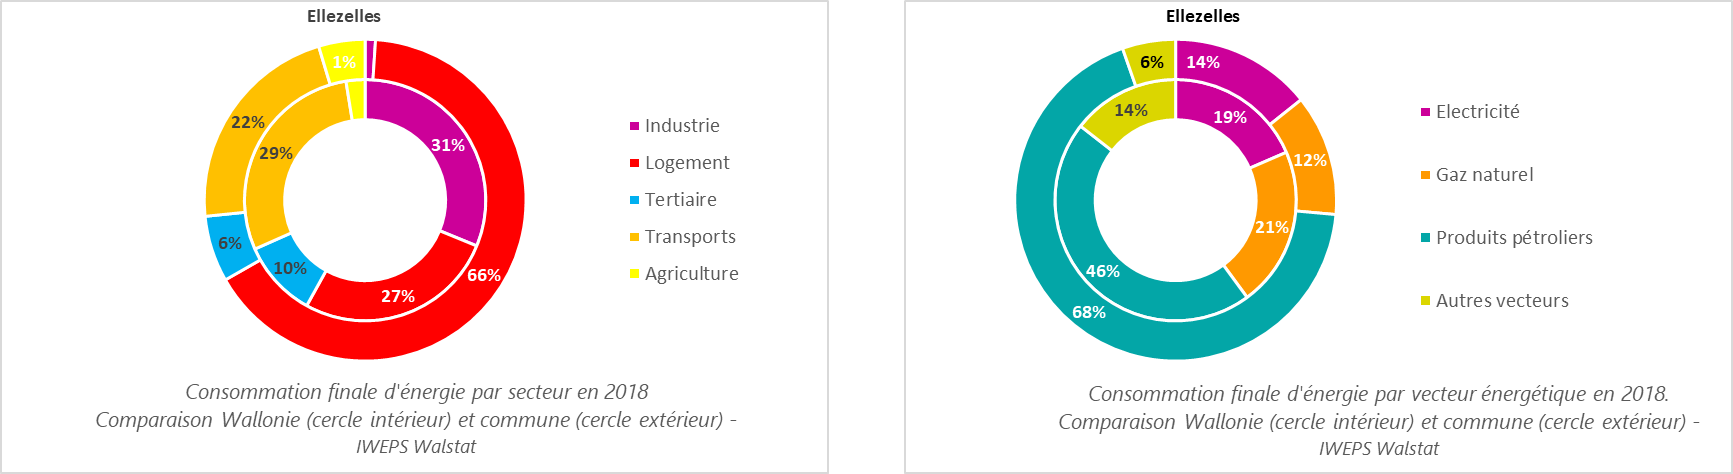 Ellezelles
1%
22%
29%
31%
6%
10%
27%
66%
Industrie
Logement
Tertiaire
Transports
Agriculture
Consommation finale d'énergie par secteur en 2018
Comparaison Wallonie (cercle intérieur) et commune (cercle extérieur) -
IWEPS Walstat
Ellezelles
6%
14%
14%
19%
12%
21%
46%
68%
Electricité
Gaz naturel
Produits pétroliers
Autres vecteurs
Consommation finale d'énergie par vecteur énergétique en 2018.
Comparaison Wallonie (cercle intérieur) et commune (cercle extérieur) -
IWEPS Walstat